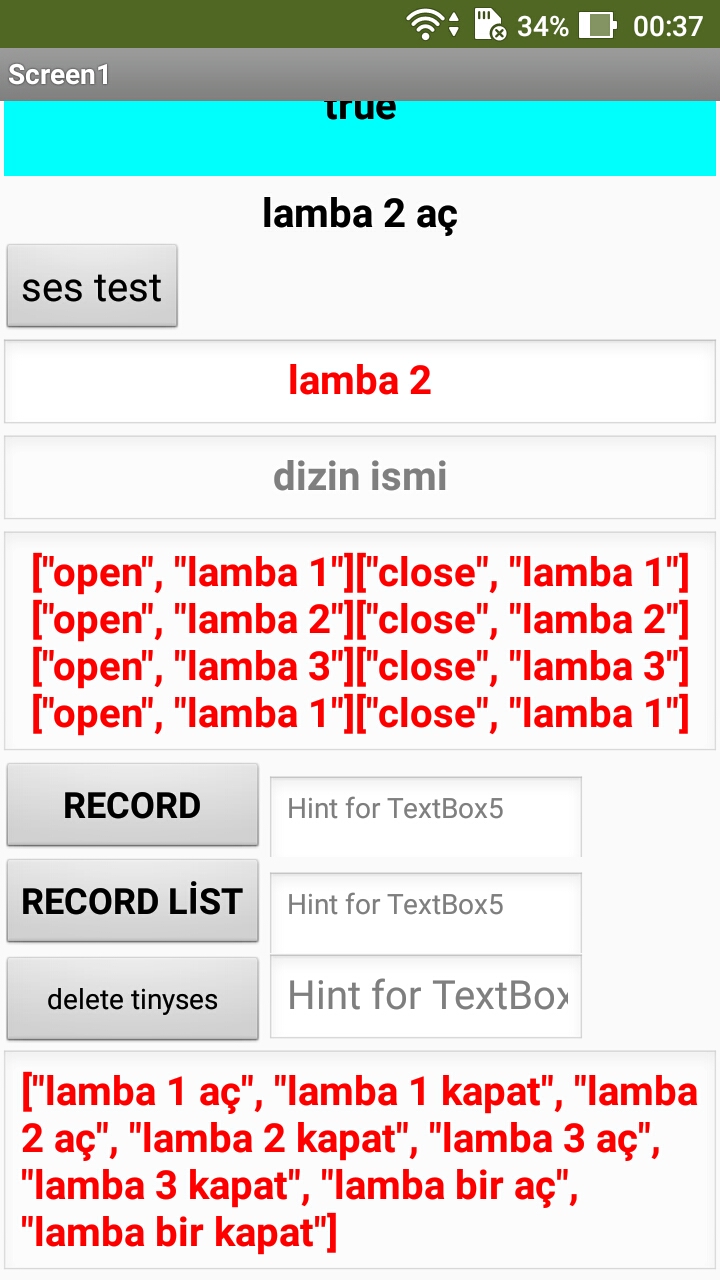 34% 00:37
Screen1
true
lamba 2 aç
ses test
lamba 2
dizin ismi
["open", "lamba 1"]["close", "lamba 1"]
["open", "lamba 2"]["close", "lamba 2"]
["open", "lamba 3"]["close", "lamba 3"]
["open", "lamba 1"]["close", "lamba 1"]
RECORD
Hint for TextBox5
RECORD LİST
Hint for TextBox5
delete tinyses
Hint for TextBox
["lamba 1 aç", "lamba 1 kapat", "lamba
2 aç", "lamba 2 kapat", "lamba 3 aç",
"lamba 3 kapat", "lamba bir aç",
"lamba bir kapat"]